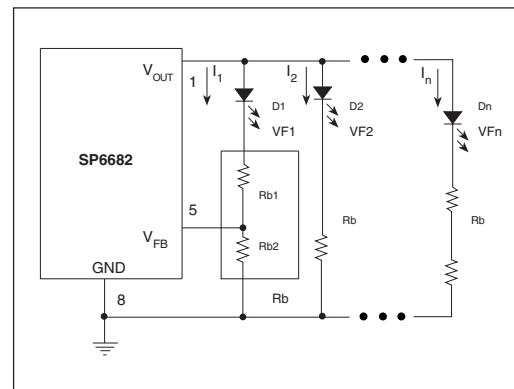 V_OUT
1
I_1
I_2
I_n
D1
D2
Dn
VF1
VF2
VFn
SP6682
Rb1
5
V_FB
Rb2
Rb
Rb
GND
8
Rb